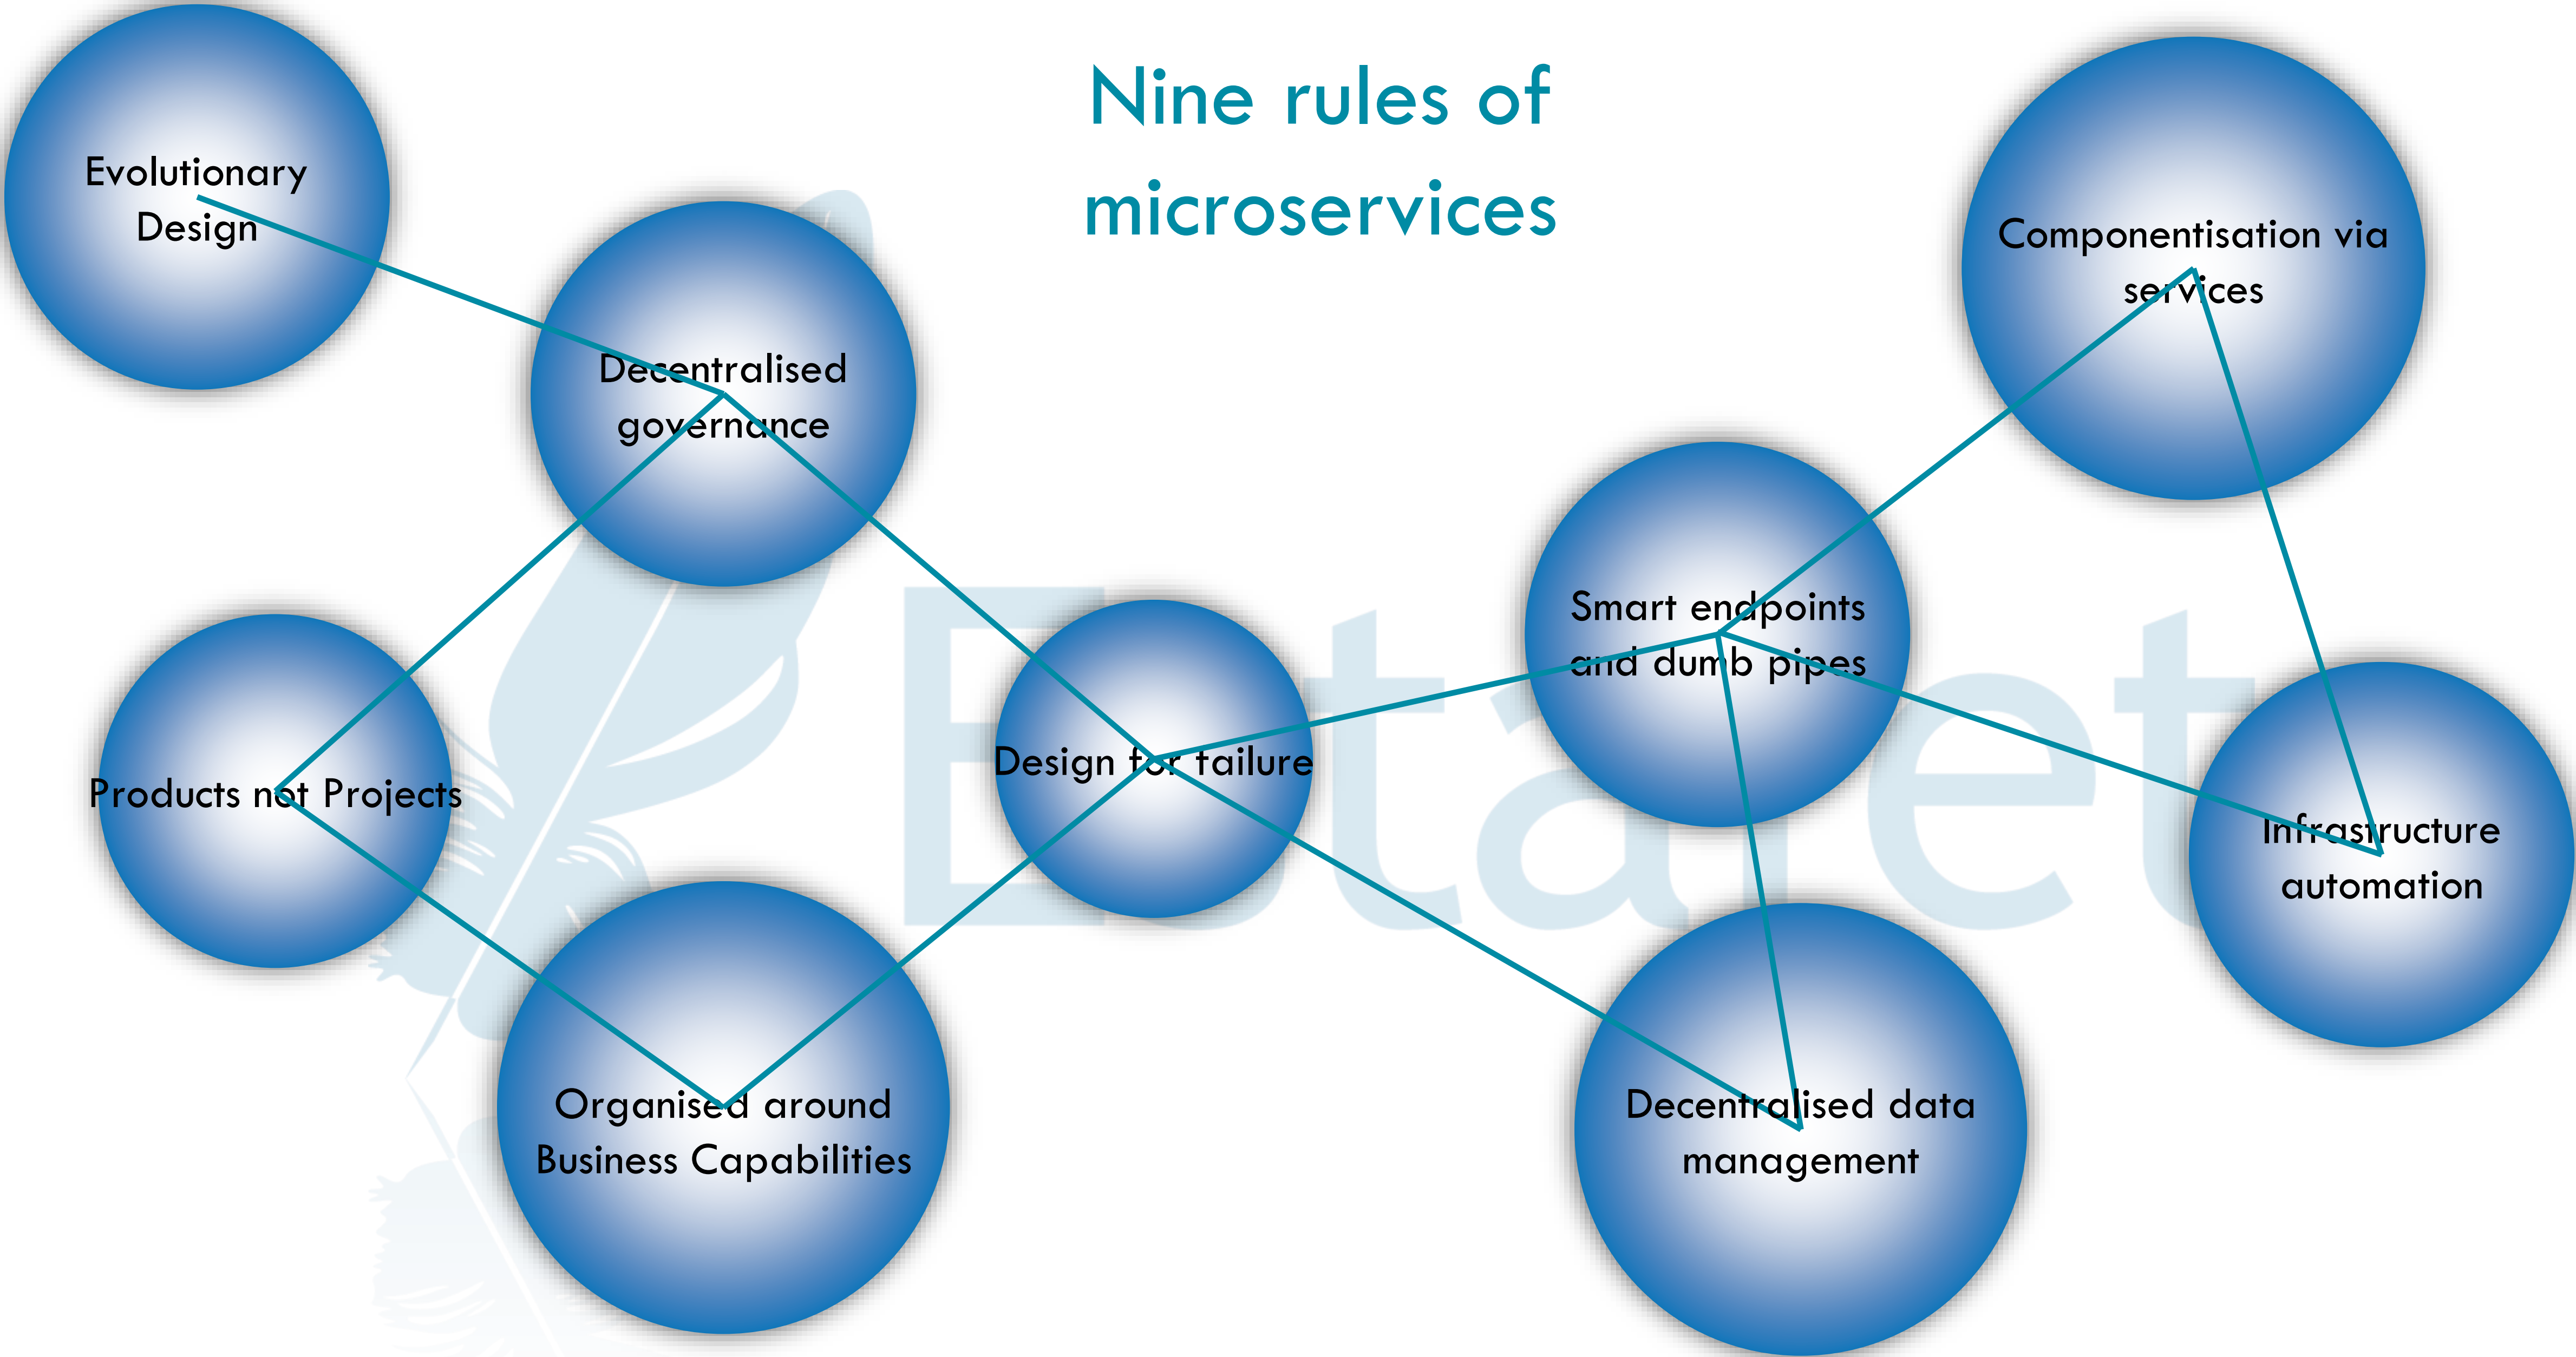 Nine rules of
microservices
Evolutionary
Design
Componentisation via
services
Decentralised
governance
Smart endpoints
and dumb pipes
Design for failure
Products not Projects
Infrastructure
automation
Organised around
Business Capabilities
Decentralised data
management
Estafet